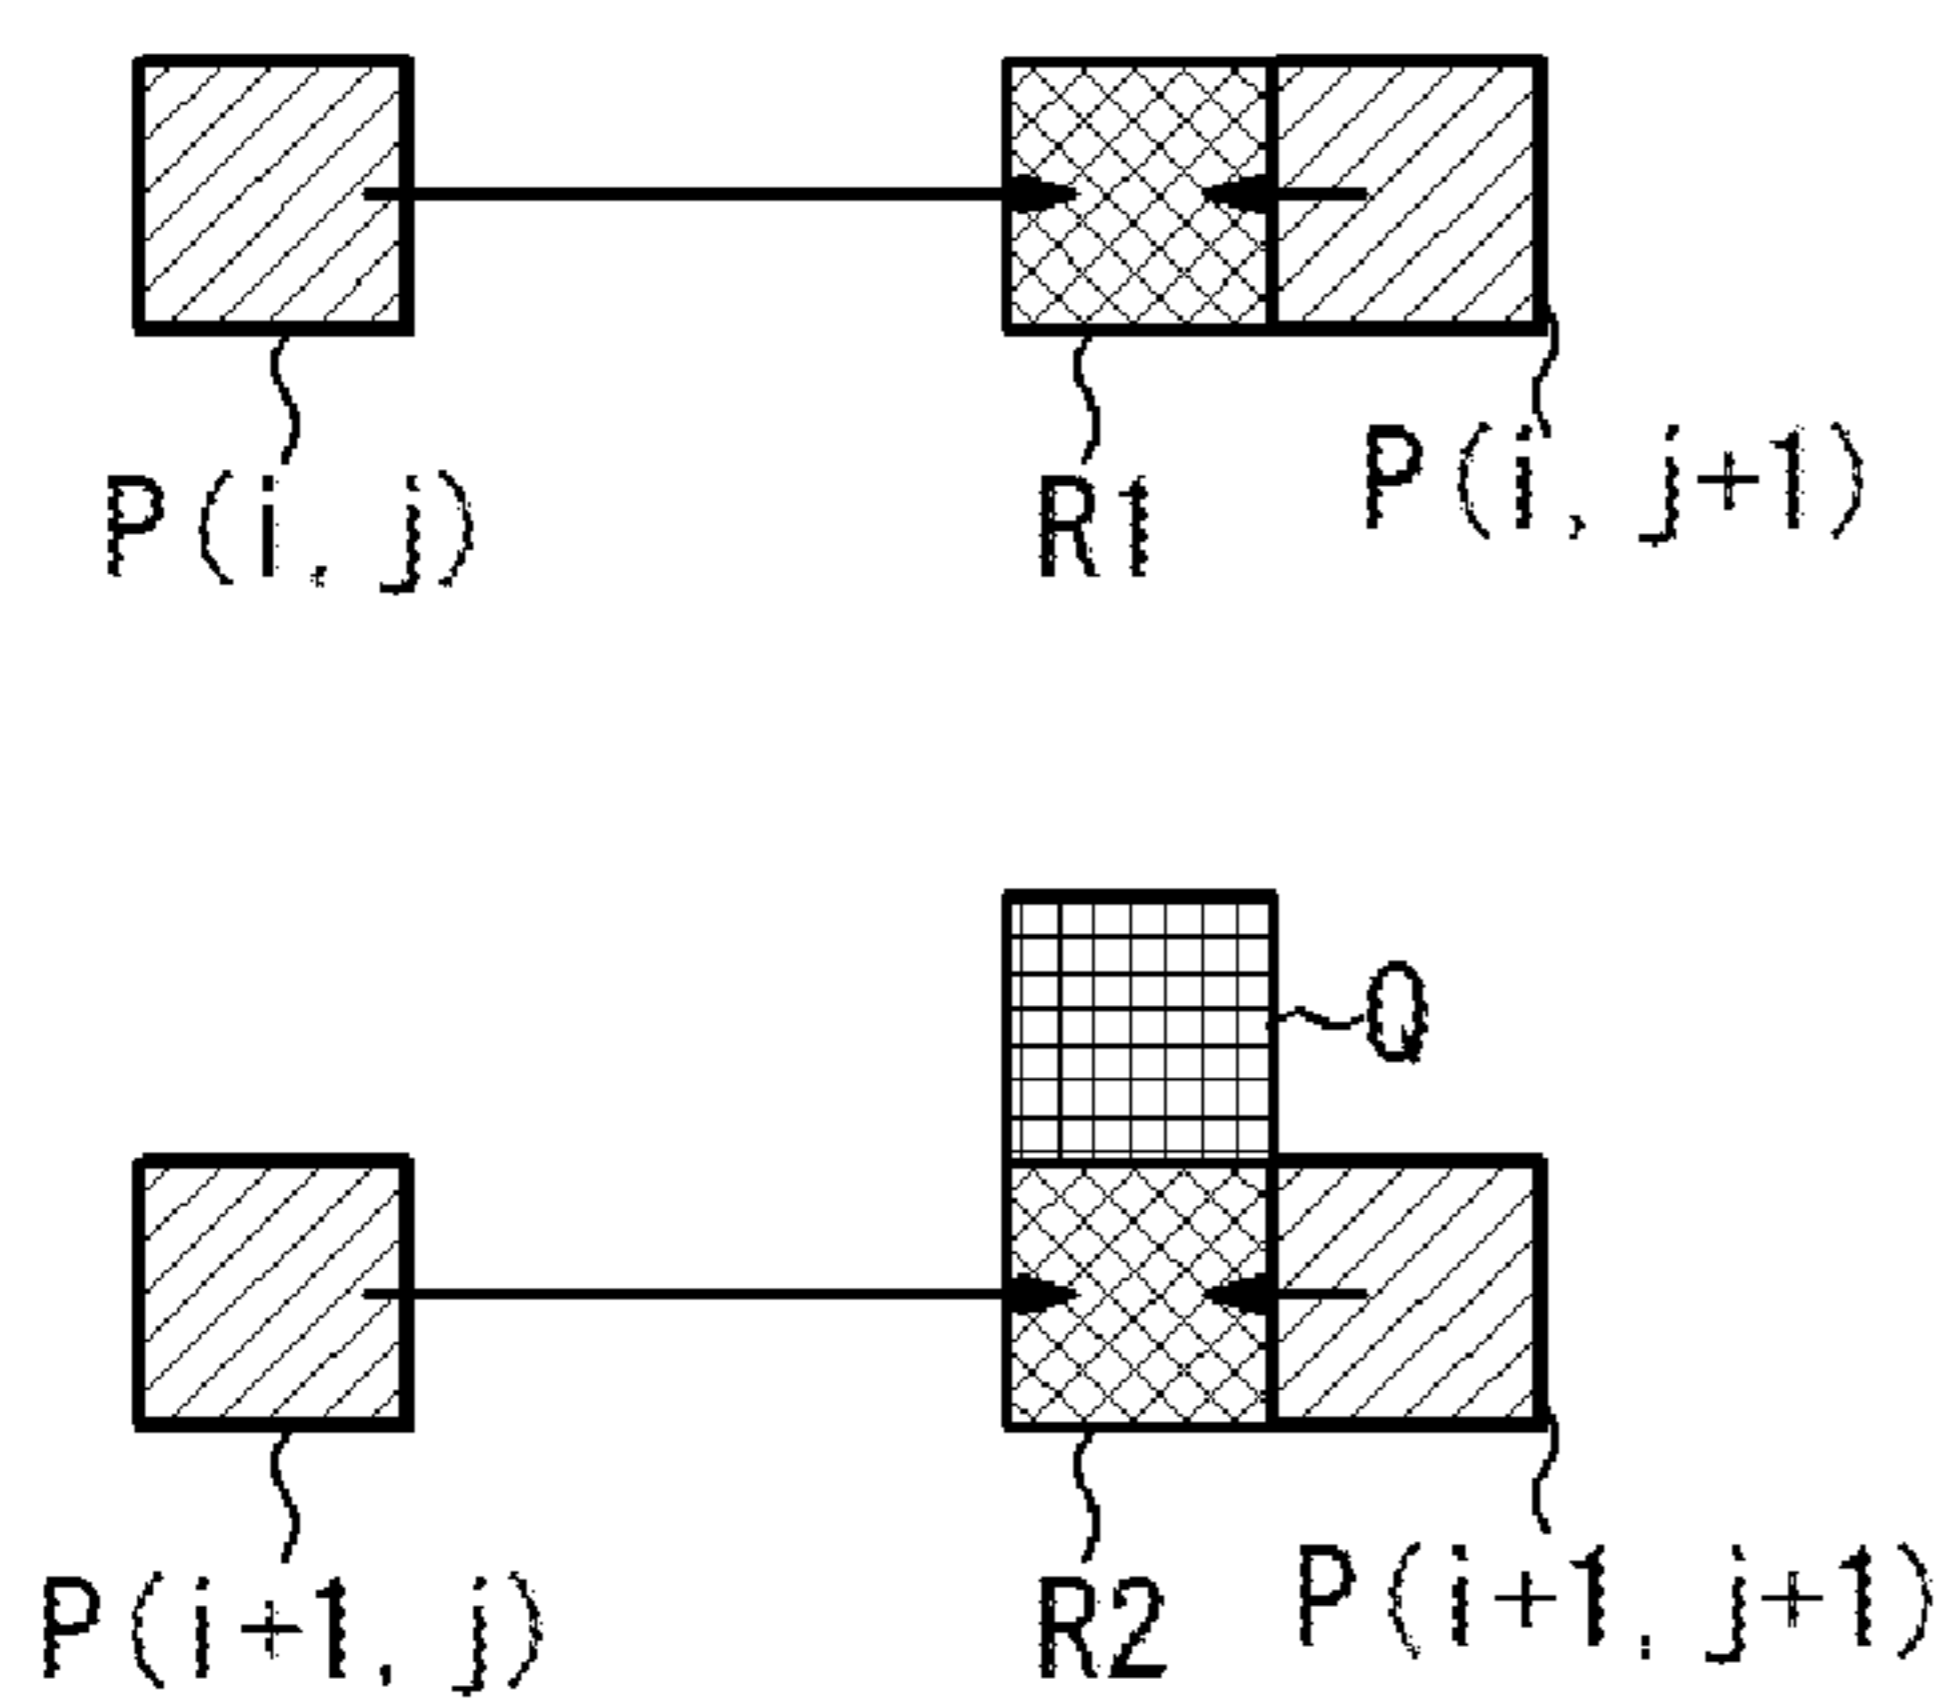 P(i, j)
R1
P(i, j+1)
Q
P(i+1, j)
R2
P(i+1, j+1)